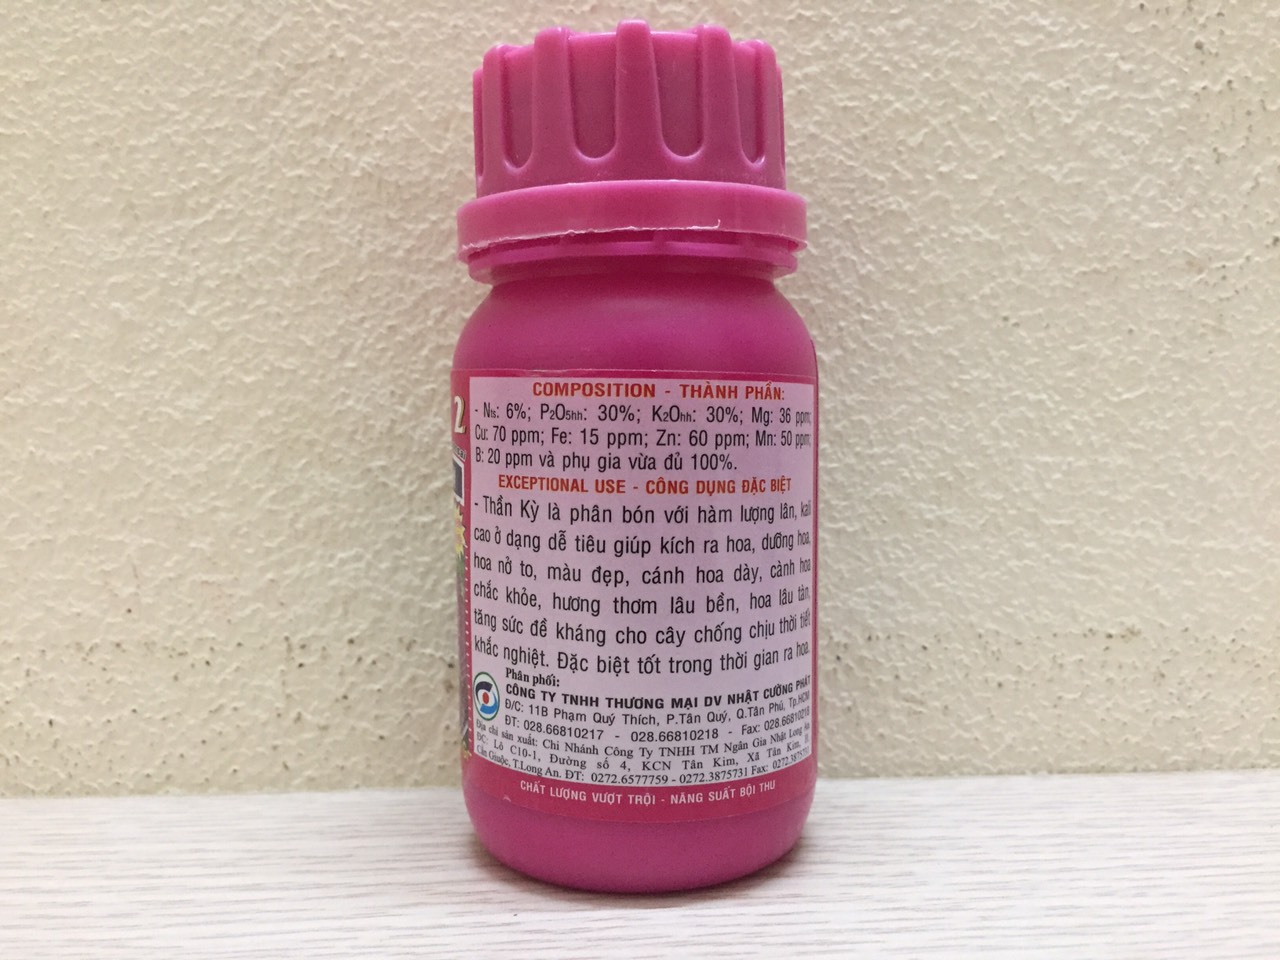 COMPOSITION - THÀNH PHẦN:
- Nts: 6%; P2O5hh: 30%; K2Ohh: 30%; Mg: 36 ppm;
Cu: 70 ppm; Fe: 15 ppm; Zn: 60 ppm; Mn: 50 ppm;
B: 20 ppm và phụ gia vừa đủ 100%.
EXCEPTIONAL USE - CÔNG DỤNG ĐẶC BIỆT
- Thần Kỳ là phân bón với hàm lượng lân, kali
cao ở dạng dễ tiêu giúp kích ra hoa, dưỡng hoa,
hoa nở to, màu đẹp, cánh hoa dày, cành hoa
chắc khỏe, hương thơm lâu bền, hoa lâu tàn,
tăng sức đề kháng cho cây chống chịu thời tiết
khắc nghiệt. Đặc biệt tốt trong thời gian ra hoa.
Phân phối:
CÔNG TY TNHH THƯƠNG MẠI DV NHẬT CƯỜNG PHÁT
Đ/C: 11B Phạm Quý Thích, P.Tân Quý, Q.Tân Phú, Tp.HCM
ĐT: 028.66810217 - 028.66810218 - Fax: 028.66810218
Địa chỉ sản xuất: Chi Nhánh Công Ty TNHH TM Ngân Gia Nhật Long An
ĐC: Lô C10-1, Đường số 4, KCN Tân Kim, Xã Tân Kim, H.
Cần Giuộc, T.Long An. ĐT: 0272.6577759 - 0272.3875731 Fax: 0272.3875731
CHẤT LƯỢNG VƯỢT TRỘI - NĂNG SUẤT BỘI THU
2